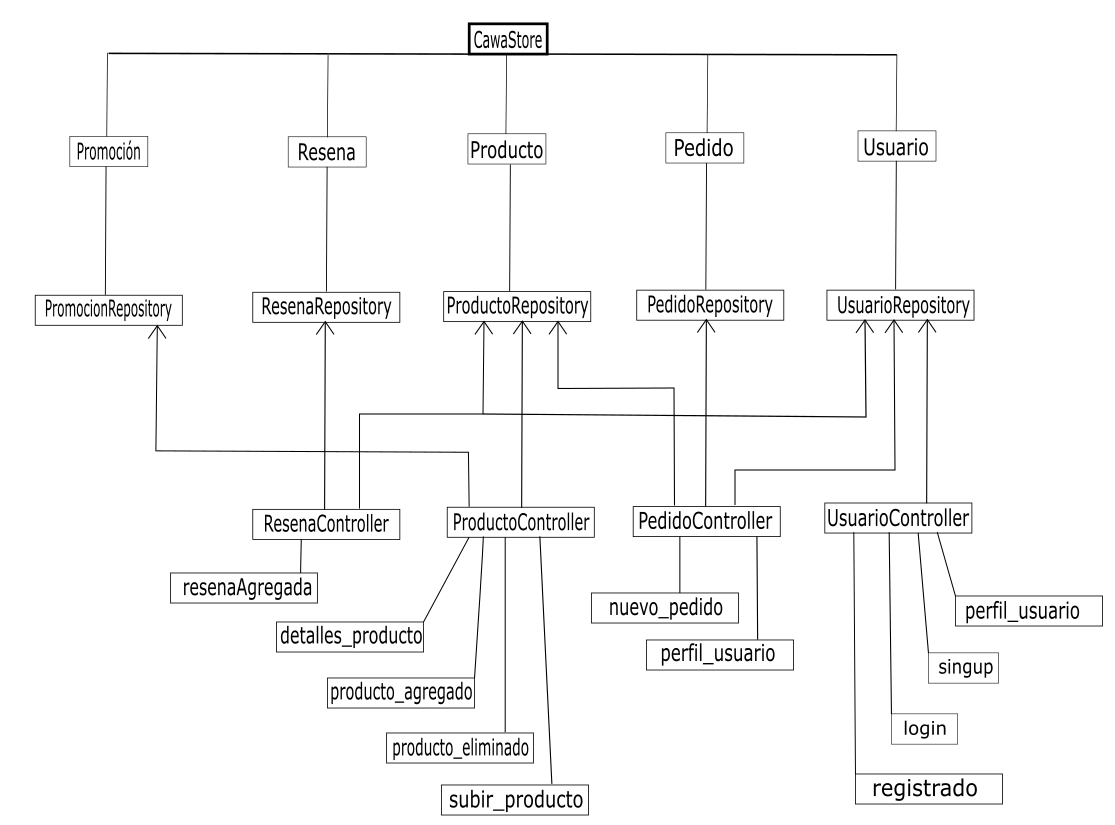 CawaStore
Promoción
Resena
Producto
Pedido
Usuario
PromocionRepository
ResenaRepository
ProductoRepository
PedidoRepository
UsuarioRepository
ResenaController
ProductoController
PedidoController
UsuarioController
resenaAgregada
detalles_producto
producto_agregado
producto_eliminado
subir_producto
nuevo_pedido
perfil_usuario
perfil_usuario
singup
login
registrado